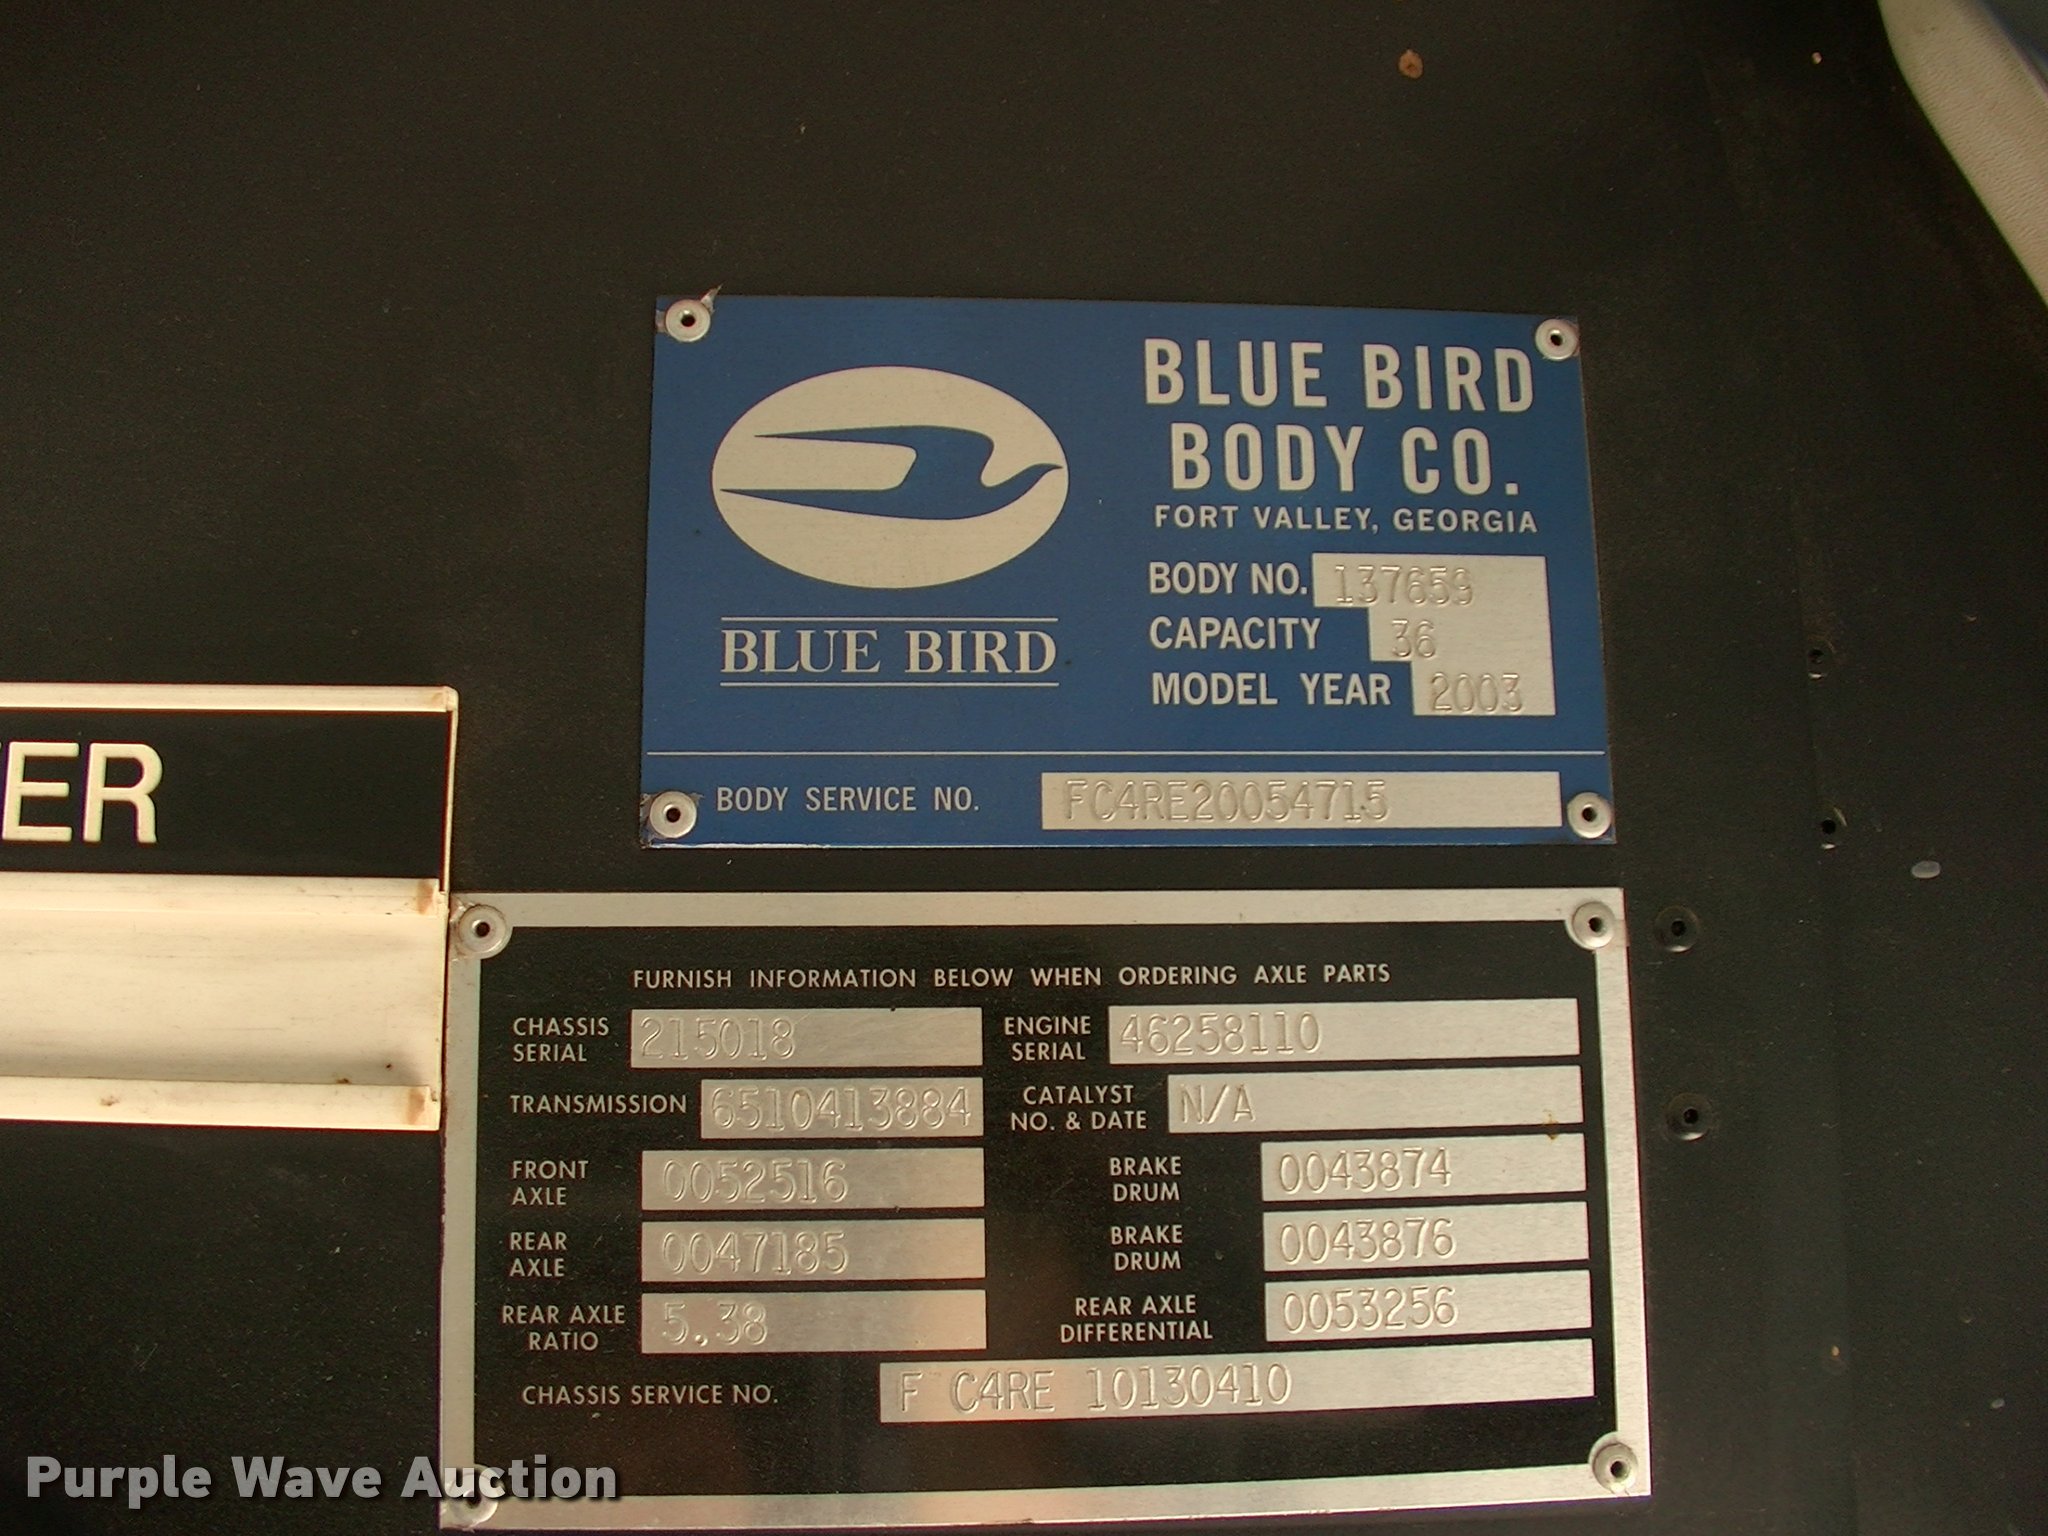 BLUE BIRD
BODY CO.
FORT VALLEY, GEORGIA
BODY NO. 137659
CAPACITY 36
MODEL YEAR 2003
BLUE BIRD
BODY SERVICE NO. FC4RE20054715
ER
FURNISH INFORMATION BELOW WHEN ORDERING AXLE PARTS
CHASSIS SERIAL 215018
ENGINE SERIAL 46258110
TRANSMISSION 6510413884
CATALYST NO. & DATE N/A
FRONT AXLE 0052516
BRAKE DRUM 0043874
REAR AXLE 0047185
BRAKE DRUM 0043876
REAR AXLE RATIO 5.38
REAR AXLE DIFFERENTIAL 0053256
CHASSIS SERVICE NO. F C4RE 10130410
Purple Wave Auction